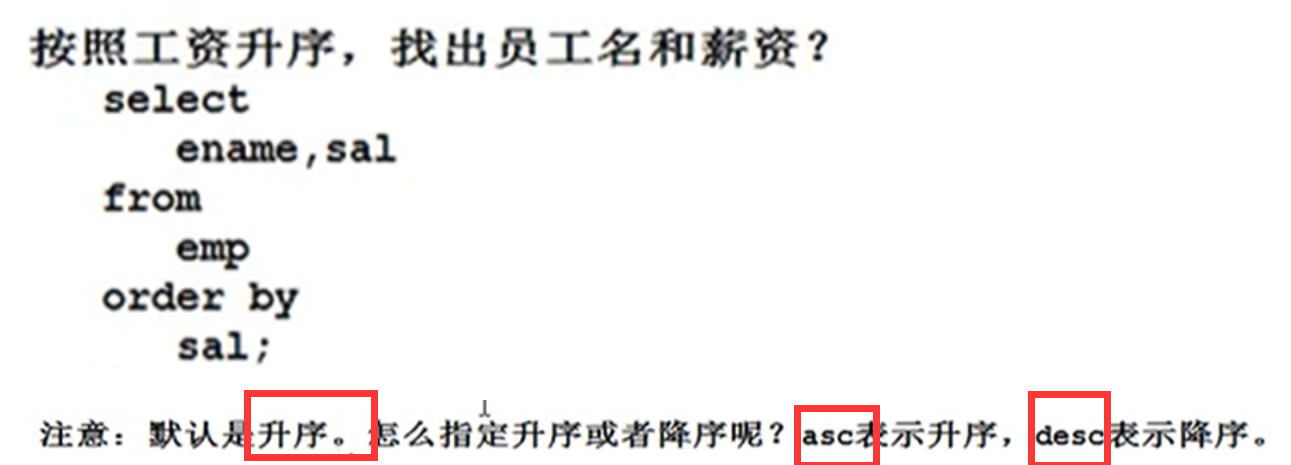 按照工资升序，找出员工名和薪资？
select
ename,sal
from
emp
order by
sal;
注意：默认是升序。怎么指定升序或者降序呢？asc表示升序，desc表示降序。